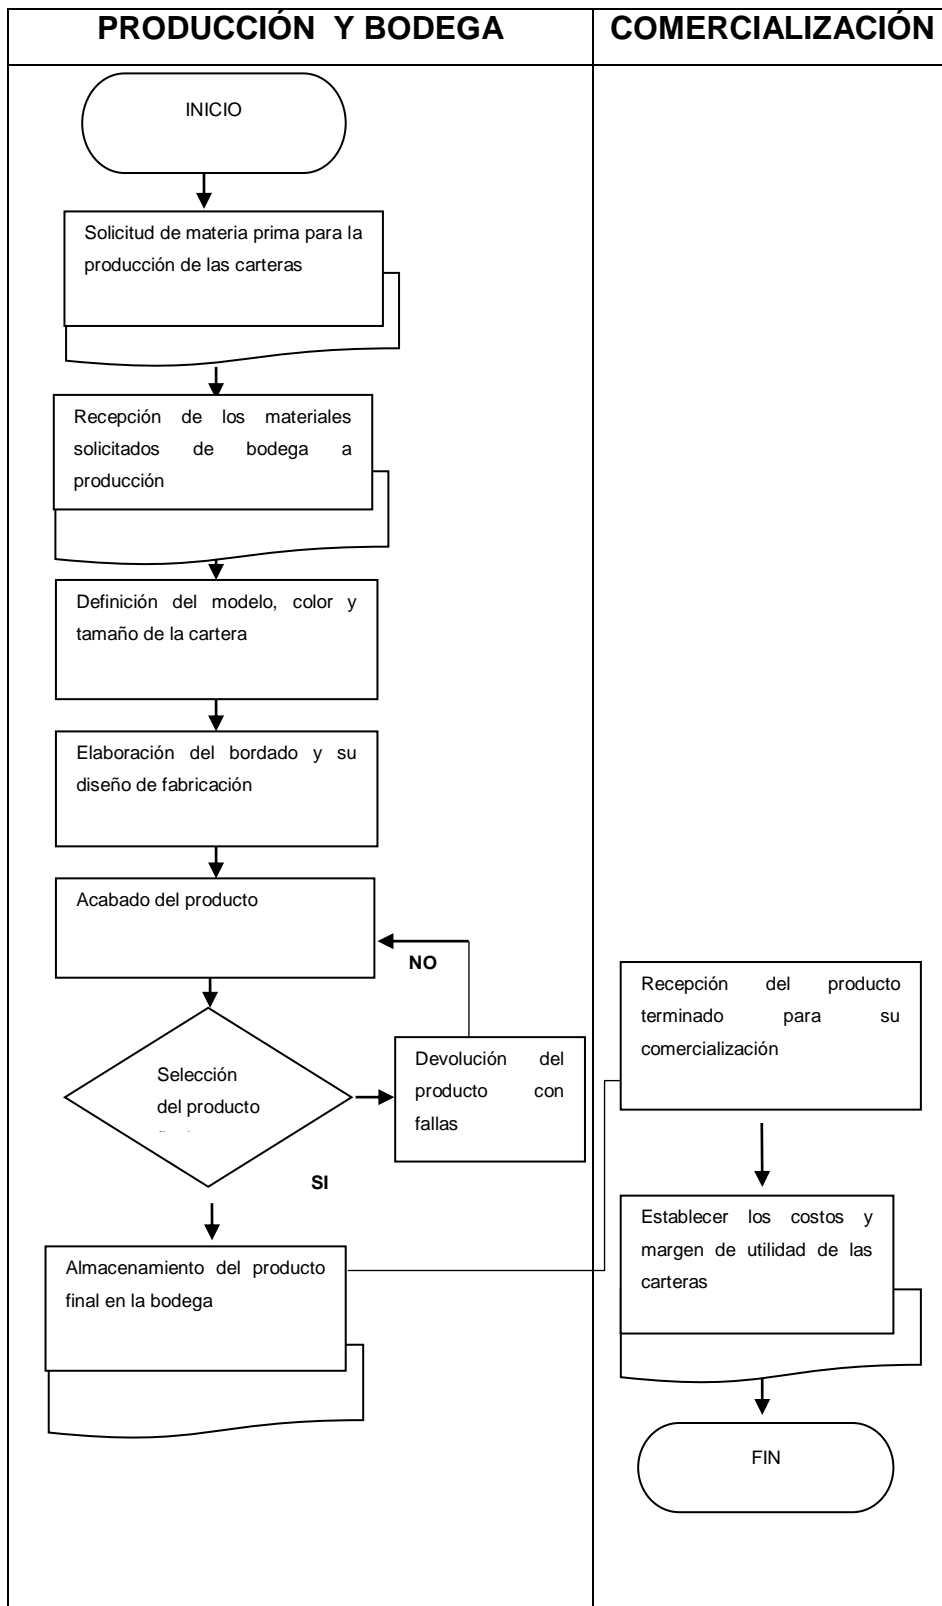 PRODUCCIÓN Y BODEGA
COMERCIALIZACIÓN
INICIO
Solicitud de materia prima para la
producción de las carteras
Recepción de los materiales
solicitados de bodega a
producción
Definición del modelo, color y
tamaño de la cartera
Elaboración del bordado y su
diseño de fabricación
Acabado del producto
NO
Selección
del producto
Devolución del
producto con
fallas
SI
Almacenamiento del producto
final en la bodega
Recepción del producto
terminado para su
comercialización
Establecer los costos y
margen de utilidad de las
carteras
FIN